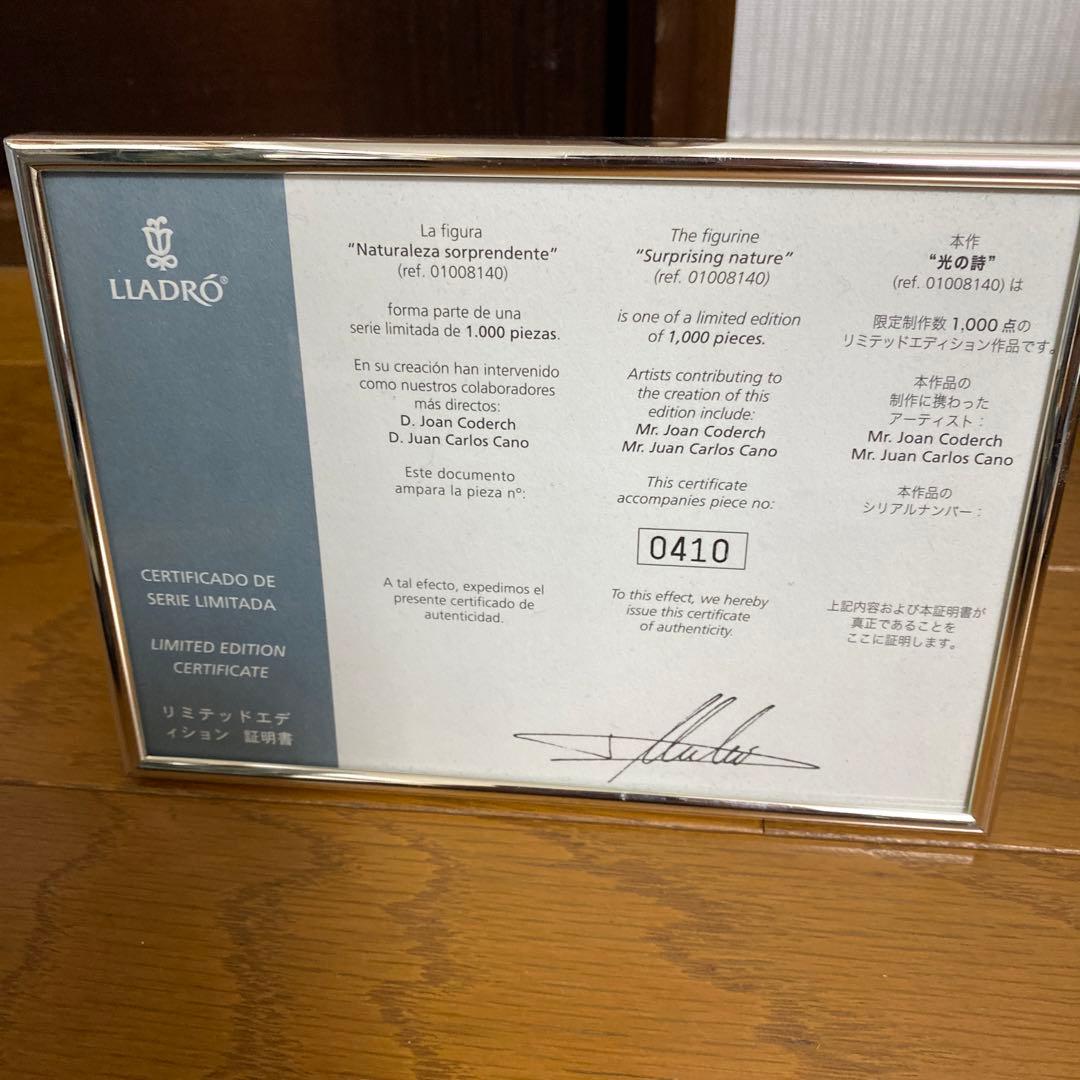 LLADRÓ®
CERTIFICADO DE
SERIE LIMITADA
LIMITED EDITION
CERTIFICATE
リミテッドエデ
ィション 証明書
La figura
"Naturaleza sorprendente"
(ref. 01008140)
forma parte de una
serie limitada de 1.000 piezas.
En su creación han intervenido
como nuestros colaboradores
más directos:
D. Joan Coderch
D. Juan Carlos Cano
Este documento
ampara la pieza nº:
A tal efecto, expedimos el
presente certificado de
autenticidad.
The figurine
"Surprising nature"
(ref. 01008140)
is one of a limited edition
of 1,000 pieces.
Artists contributing to
the creation of this
edition include:
Mr. Joan Coderch
Mr. Juan Carlos Cano
This certificate
accompanies piece no:
0410
To this effect, we hereby
issue this certificate
of authenticity.
本作
"光の詩"
(ref. 01008140) は
限定制作数 1,000 点の
リミテッドエディション作品です。
本作品の
制作に携わった
アーティスト：
Mr. Joan Coderch
Mr. Juan Carlos Cano
本作品の
シリアルナンバー：
上記内容および本証明書が
真正であることを
ここに証明します。